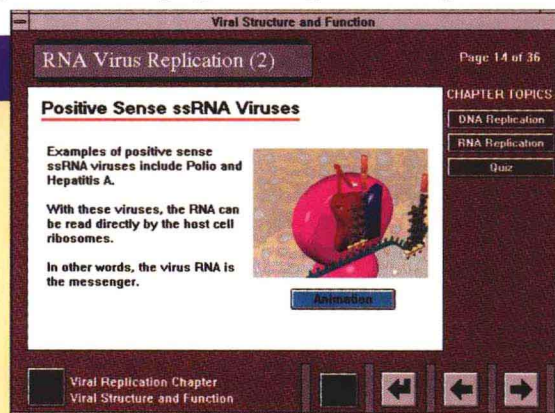 Viral Structure and Function
RNA Virus Replication (2)
Page 14 of 36
Positive Sense ssRNA Viruses
Examples of positive sense
ssRNA viruses include Polio and
Hepatitis A.
With these viruses, the RNA can
be read directly by the host cell
ribosomes.
In other words, the virus RNA is
the messenger.
Animation
CHAPTER TOPICS
DNA Replication
RNA Replication
Quiz
Viral Replication Chapter
Viral Structure and Function